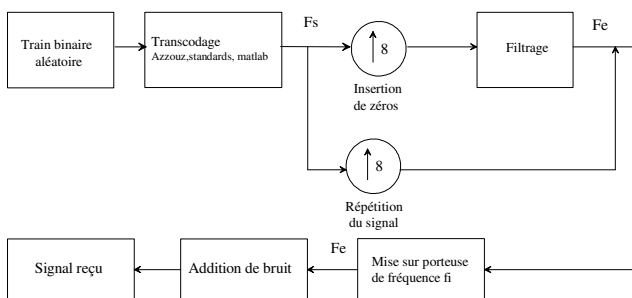 Train binaire
aléatoire
Transcodage
Azzouz,standards, matlab
Fs
8
Insertion
de zéros
Filtrage
Fe
8
Répétition
du signal
Signal reçu
Addition de bruit
Fe
Mise sur porteuse
de fréquence fi